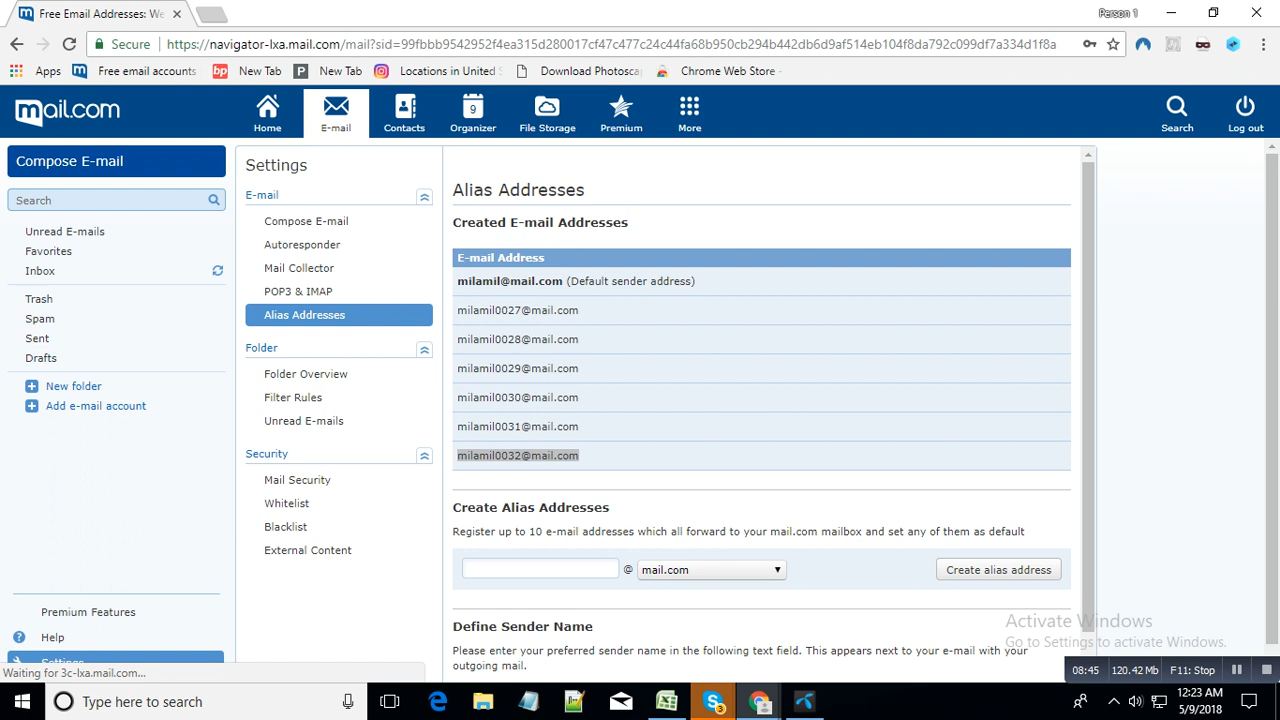 Free Email Addresses: We
Person 1
Secure
https://navigator-lxa.mail.com/mail?sid=99fbbb9542952f4ea315d280017cf47c477c24c44fa68b950cb294b442db6d9af514eb104f8da792c099df7a334d1f8a
Apps
Free email accounts
bp
New Tab
P
New Tab
Locations in United S
Download Photosca
Chrome Web Store -
mail.com
Home
E-mail
Contacts
9
Organizer
File Storage
Premium
More
Search
Log out
Compose E-mail
Search
Unread E-mails
Favorites
Inbox
Trash
Spam
Sent
Drafts
New folder
Add e-mail account
Premium Features
Help
Settings
Waiting for 3c-lxa.mail.com...
Settings
E-mail
Compose E-mail
Autoresponder
Mail Collector
POP3 & IMAP
Alias Addresses
Folder
Folder Overview
Filter Rules
Unread E-mails
Security
Mail Security
Whitelist
Blacklist
External Content
Alias Addresses
Created E-mail Addresses
E-mail Address
milamil@mail.com (Default sender address)
milamil0027@mail.com
milamil0028@mail.com
milamil0029@mail.com
milamil0030@mail.com
milamil0031@mail.com
milamil0032@mail.com
Create Alias Addresses
Register up to 10 e-mail addresses which all forward to your mail.com mailbox and set any of them as default
@ mail.com
Create alias address
Define Sender Name
Please enter your preferred sender name in the following text field. This appears next to your e-mail with your
outgoing mail.
Activate Windows
Go to Settings to activate Windows.
08:45
120.42 Mb
F11: Stop
Type here to search
3
12:23 AM
5/9/2018